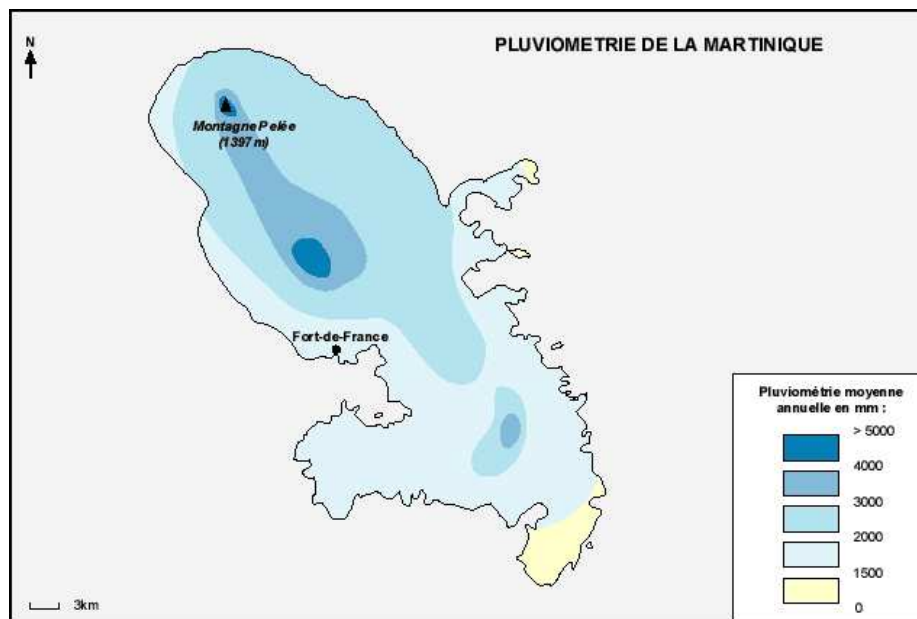 N
PLUVIOMETRIE DE LA MARTINIQUE
Montagne Pelée
(1397 m)
Fort-de-France
Pluviométrie moyenne
annuelle en mm :
> 5000
4000
3000
2000
1500
0
3km